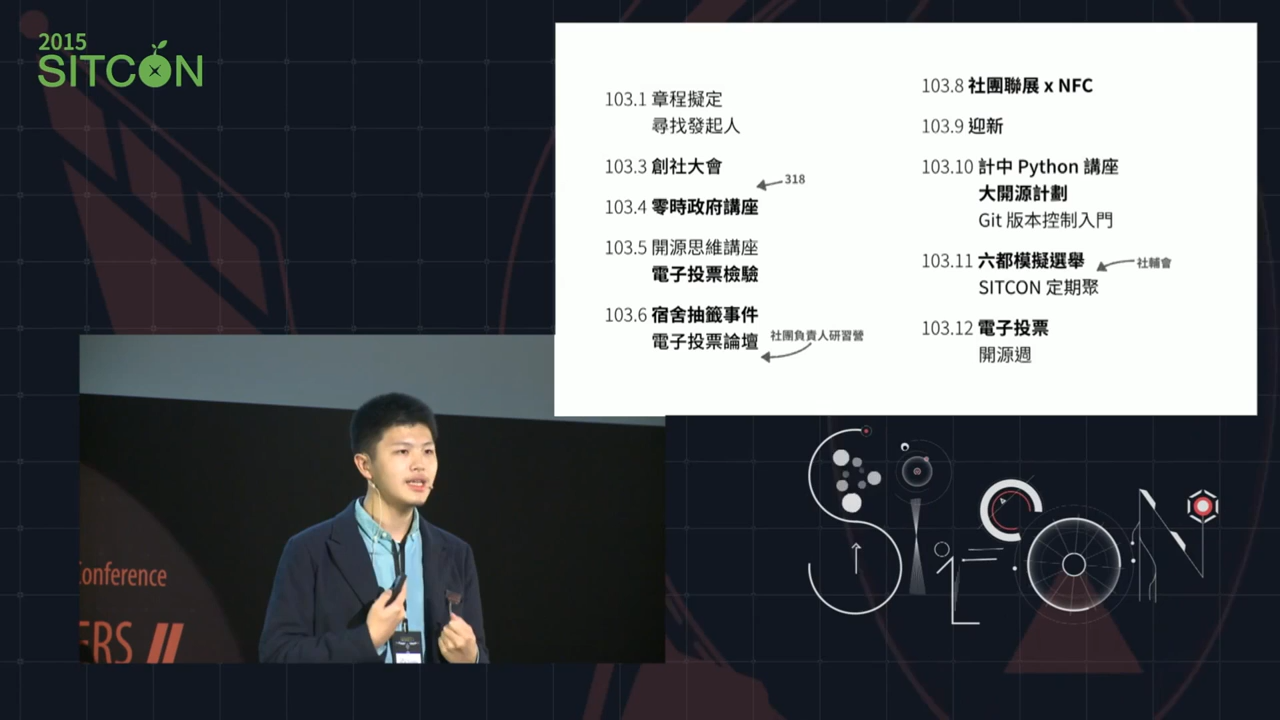 2015
SITCON
103.1 章程擬定
尋找發起人
103.3 創社大會
318
103.4 零時政府講座
103.5 開源思維講座
電子投票檢驗
103.6 宿舍抽籤事件
電子投票論壇
社團負責人研習營
103.8 社團聯展 x NFC
103.9 迎新
103.10 計中 Python 講座
大開源計劃
Git 版本控制入門
103.11 六都模擬選舉
社輔會
SITCON 定期聚
103.12 電子投票
開源週
Conference
ERS
SITCON